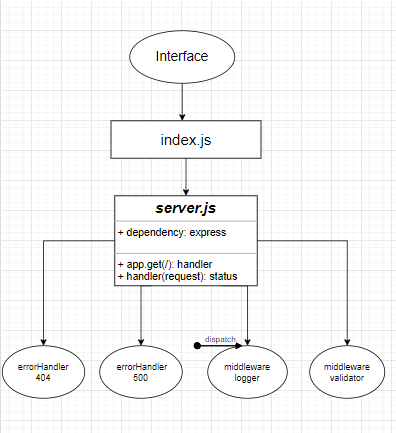 Interface
index.js
server.js
+ dependency: express
+ app.get(/): handler
+ handler(request): status
dispatch
errorHandler
404
errorHandler
500
middleware
logger
middleware
validator